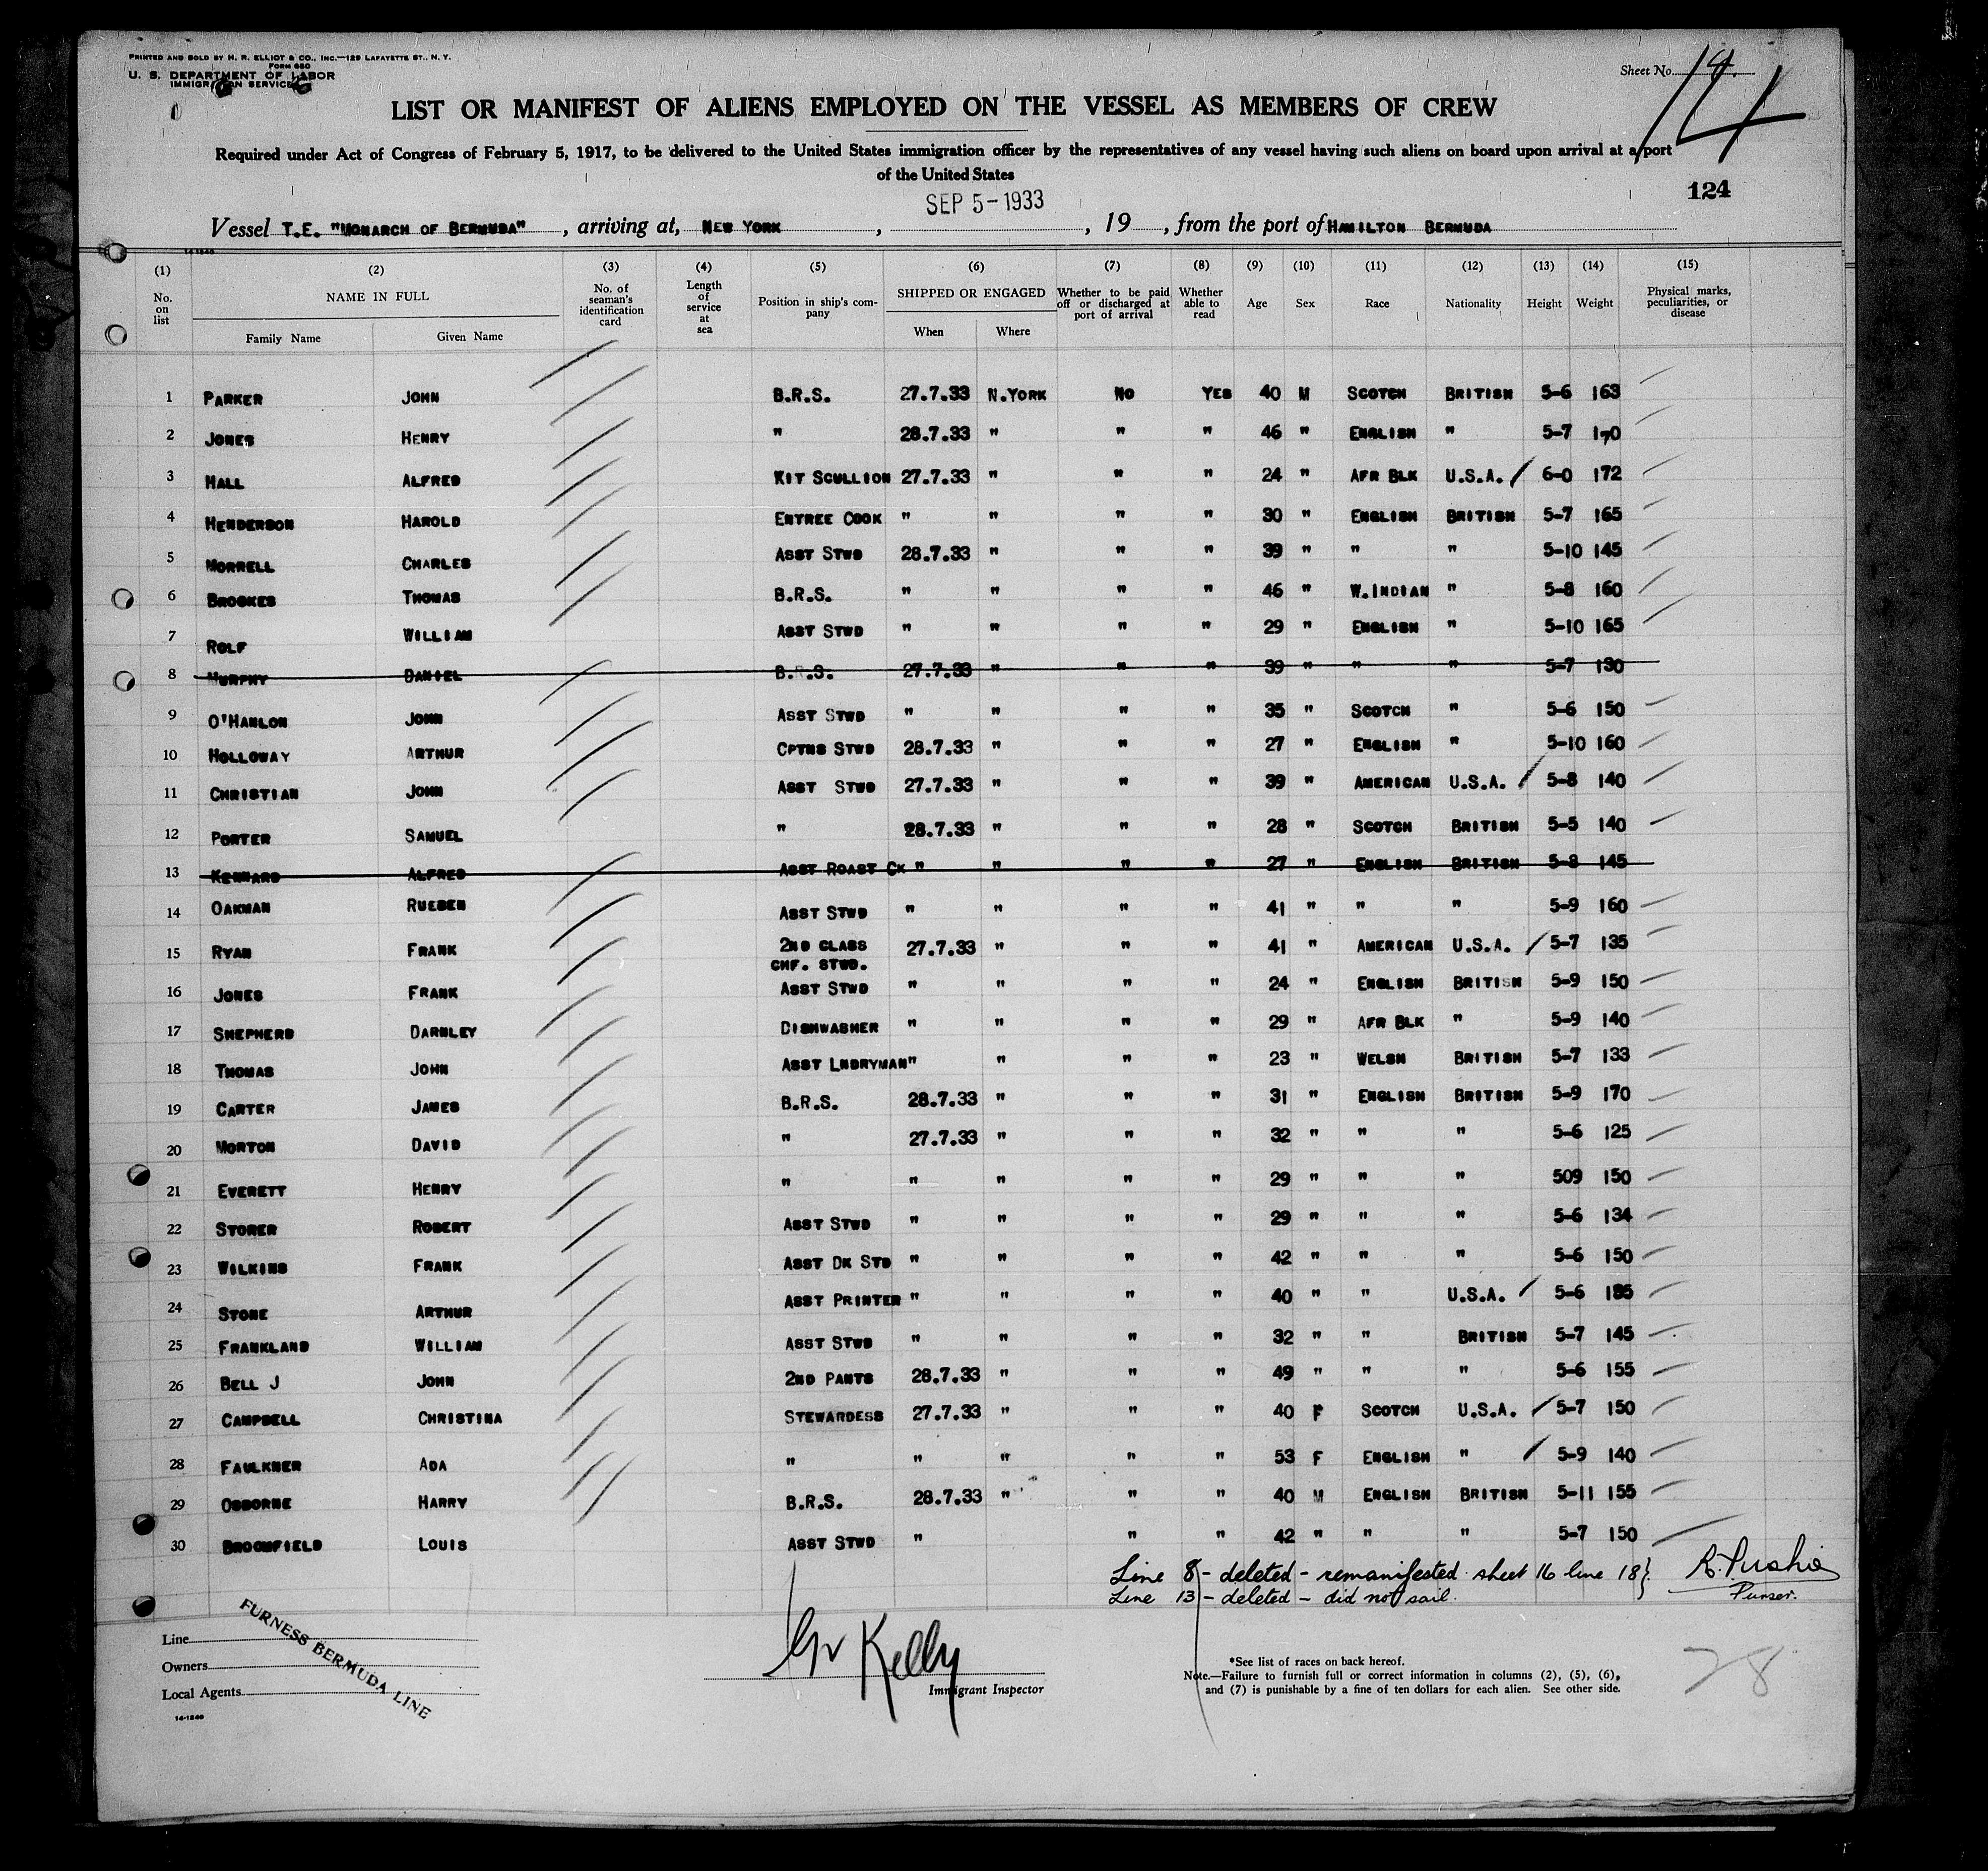 PRINTED AND SOLD BY H. R. ELLIOT & CO., INC.—129 LAFAYETTE ST., N. Y.
FORM 680
U. S. DEPARTMENT OF LABOR
IMMIGRATION SERVICE
Sheet No. 14
LIST OR MANIFEST OF ALIENS EMPLOYED ON THE VESSEL AS MEMBERS OF CREW
Required under Act of Congress of February 5, 1917, to be delivered to the United States immigration officer by the representatives of any vessel having such aliens on board upon arrival at a port
of the United States
124
SEP 5-1933
Vessel T.E. "MONARCH OF BERMUDA", arriving at, NEW YORK, , 19 , from the port of HAMILTON BERMUDA
14-1240
(1) (2) (3) (4) (5) (6) (7) (8) (9) (10) (11) (12) (13) (14) (15)
No. on list NAME IN FULL Family Name Given Name No. of seaman's identification card Length of service at sea Position in ship's company SHIPPED OR ENGAGED When Where Whether to be paid off or discharged at port of arrival Whether able to read Age Sex Race Nationality Height Weight Physical marks, peculiarities, or disease
1 PARKER JOHN B.R.S. 27.7.33 N.YORK NO YES 40 M SCOTCH BRITISH 5-6 163
2 JONES HENRY " 28.7.33 " " " 46 " ENGLISH " 5-7 170
3 HALL ALFRED KIT SCULLION 27.7.33 " " " 24 " AFR BLK U.S.A. 6-0 172
4 HENDERSON HAROLD ENTREE COOK " " " " 30 " ENGLISH BRITISH 5-7 165
5 MORRELL CHARLES ASST STWD 28.7.33 " " " 39 " " " 5-10 145
6 BROOKES THOMAS B.R.S. " " " " 46 " W.INDIAN " 5-8 160
7 ROLF WILLIAM ASST STWD " " " " 29 " ENGLISH " 5-10 165
8 MURPHY DANIEL B.R.S. 27.7.33 " " " 39 " " " 5-7 130
9 O'HANLON JOHN ASST STWD " " " " 35 " SCOTCH " 5-6 150
10 HOLLOWAY ARTHUR CPTNS STWD 28.7.33 " " " 27 " ENGLISH " 5-10 160
11 CHRISTIAN JOHN ASST STWD 27.7.33 " " " 39 " AMERICAN U.S.A. 5-8 140
12 PORTER SAMUEL " 28.7.33 " " " 28 " SCOTCH BRITISH 5-5 140
13 KENNARD ALFRED ASST ROAST CK " " " " 27 " ENGLISH BRITISH 5-8 145
14 OAKMAN RUEBEN ASST STWD " " " " 41 " " " 5-9 160
15 RYAN FRANK 2ND CLASS CHF. STWD. 27.7.33 " " " 41 " AMERICAN U.S.A. 5-7 135
16 JONES FRANK ASST STWD " " " " 24 " ENGLISH BRITISH 5-9 150
17 SHEPHERD DARNLEY DISHWASHER " " " " 29 " AFR BLK " 5-9 140
18 THOMAS JOHN ASST LNDRYMAN " " " " 23 " WELSH BRITISH 5-7 133
19 CARTER JAMES B.R.S. 28.7.33 " " " 31 " ENGLISH BRITISH 5-9 170
20 MORTON DAVID " 27.7.33 " " " 32 " " " 5-6 125
21 EVERETT HENRY " " " " " 29 " " " 509 150
22 STORER ROBERT ASST STWD " " " " 29 " " " 5-6 134
23 WILKINS FRANK ASST DK STD " " " " 42 " " " 5-6 150
24 STONE ARTHUR ASST PRINTER " " " " 40 " " U.S.A. 5-6
25 FRANKLAND WILLIAM ASST STWD " " " " 32 " " BRITISH 5-7 145
26 BELL J JOHN 2ND PANTS 28.7.33 " " " 49 " " " 5-6 155
27 CAMPBELL CHRISTINA STEWARDESS 27.7.33 " " " 40 F SCOTCH U.S.A. 5-7 150
28 FAULKNER ADA " " " " " 53 F ENGLISH " 5-9 140
29 OSBORNE HARRY B.R.S. 28.7.33 " " " 40 M ENGLISH BRITISH 5-11 155
30 BROOMFIELD LOUIS ASST STWD " " " 42 " " " 5-7 150
Line 8 - deleted - remanifested sheet 16 line 18 }
Line 13 - deleted - did not sail.
Purser.
Line
Owners
Local Agents
FURNESS BERMUDA LINE
14-1240
Kelly
Immigrant Inspector
*See list of races on back hereof.
Note.—Failure to furnish full or correct information in columns (2), (5), (6),
and (7) is punishable by a fine of ten dollars for each alien. See other side.
28